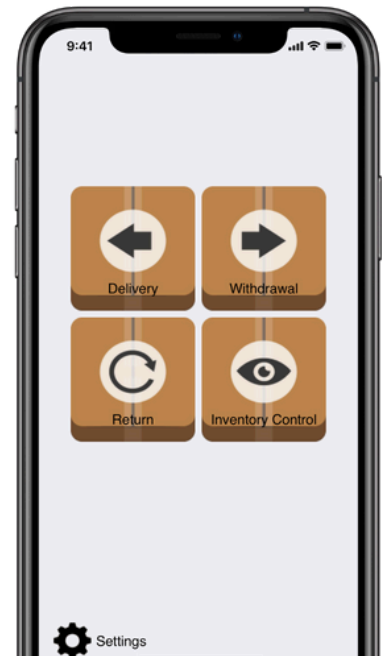 9:41
Delivery
Withdrawal
Return
Inventory Control
Settings